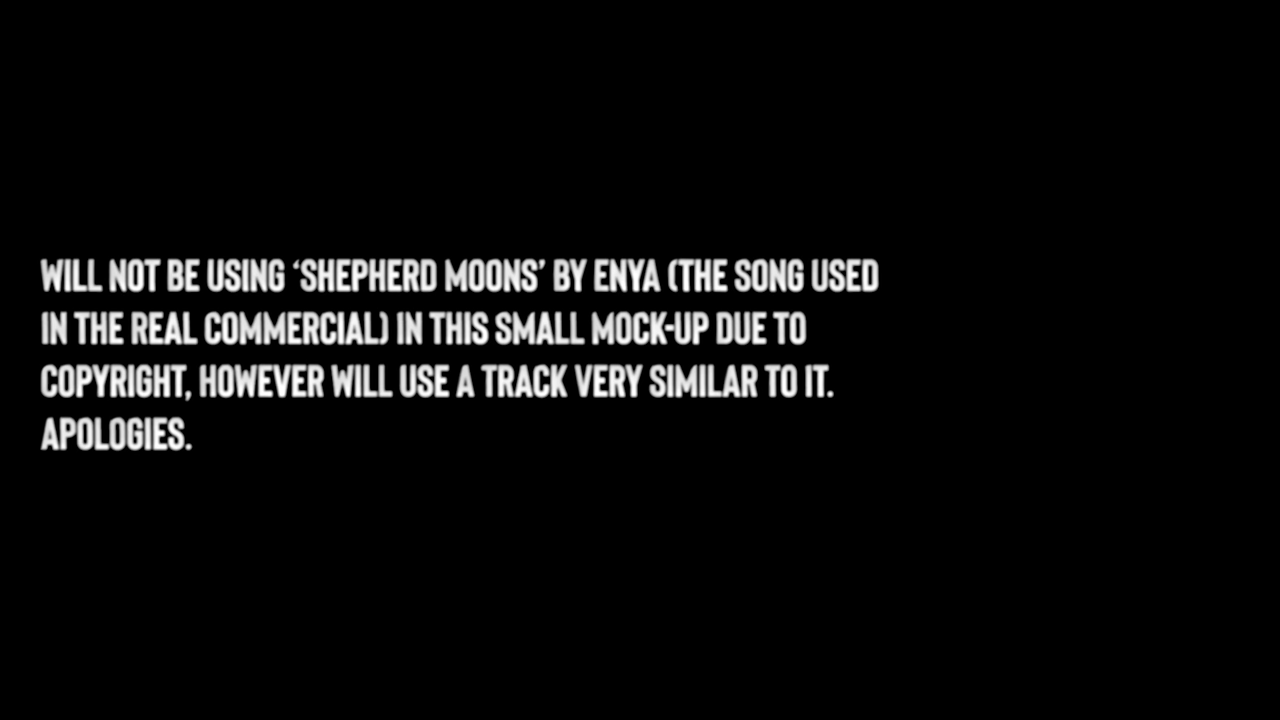 WILL NOT BE USING ‘SHEPHERD MOONS’ BY ENYA (THE SONG USED
IN THE REAL COMMERCIAL) IN THIS SMALL MOCK-UP DUE TO
COPYRIGHT, HOWEVER WILL USE A TRACK VERY SIMILAR TO IT.
APOLOGIES.